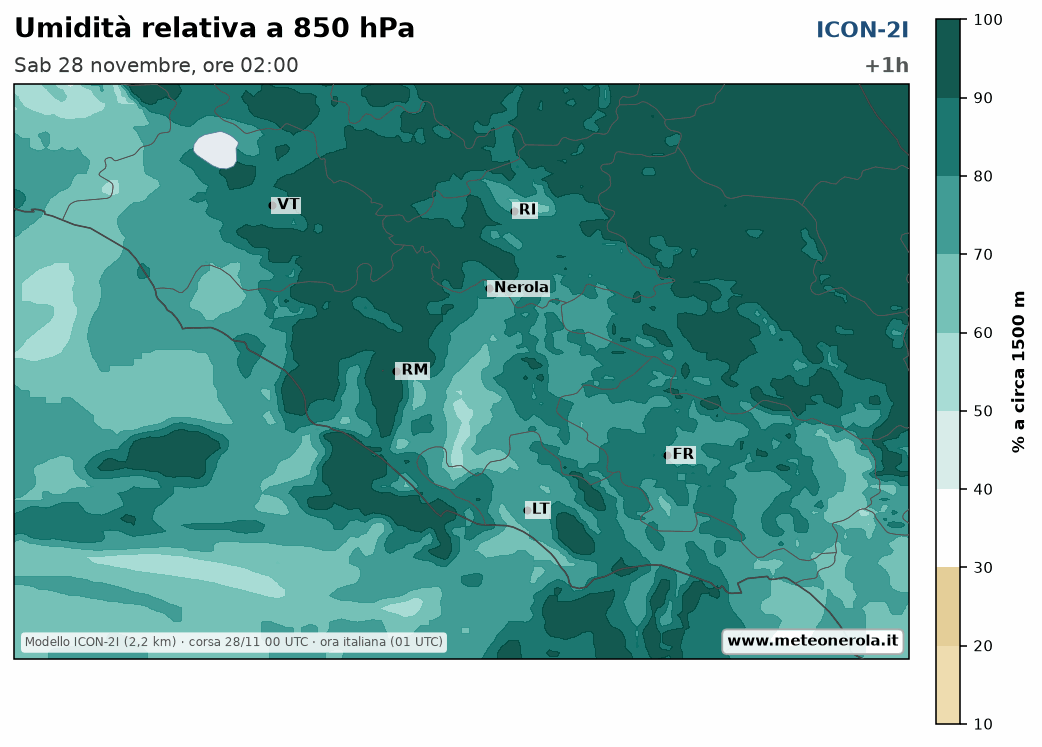 Umidità relativa a 850 hPa
ICON-2I
Sab 28 novembre, ore 02:00
+1h
100
90
80
70
60
50
40
30
20
10
% a circa 1500 m
VT
RI
Nerola
RM
FR
LT
Modello ICON-2I (2,2 km) · corsa 28/11 00 UTC · ora italiana (01 UTC)
www.meteonerola.it